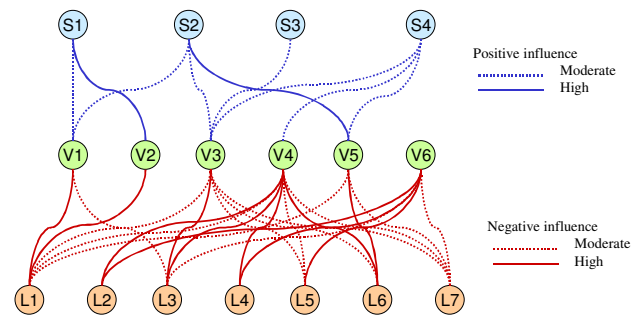 S1 S2 S3 S4
Positive influence
Moderate
High
V1 V2 V3 V4 V5 V6
Negative influence
Moderate
High
L1 L2 L3 L4 L5 L6 L7